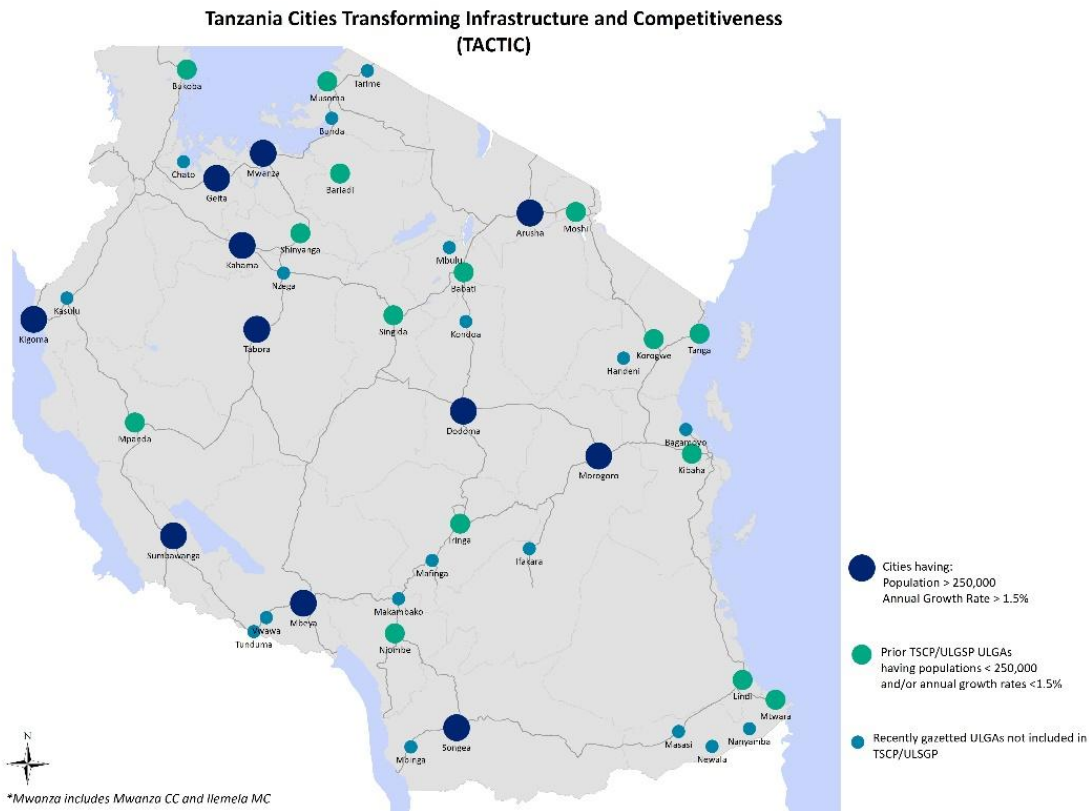 Tanzania Cities Transforming Infrastructure and Competitiveness
(TACTIC)
Bukoba
Musoma
Tarime
Bunda
Chato
Geita
Mwanza
Bariadi
Arusha
Moshi
Kahama
Shinyanga
Mbulu
Babati
Nzega
Kasulu
Kigoma
Tabora
Singida
Kondoa
Korogwe
Tanga
Handeni
Mpanda
Dodoma
Morogoro
Bagamoyo
Kibaha
Sumbawanga
Iringa
Ifakara
Mafinga
Makambako
Mbeya
Vwawa
Tunduma
Njombe
Lindi
Mtwara
Songea
Mbinga
Masasi
Nanyamba
Newala
Cities having:
Population > 250,000
Annual Growth Rate > 1.5%
Prior TSCP/ULGSP ULGAs
having populations < 250,000
and/or annual growth rates <1.5%
Recently gazetted ULGAs not included in
TSCP/ULSGP
N
*Mwanza includes Mwanza CC and Ilemela MC